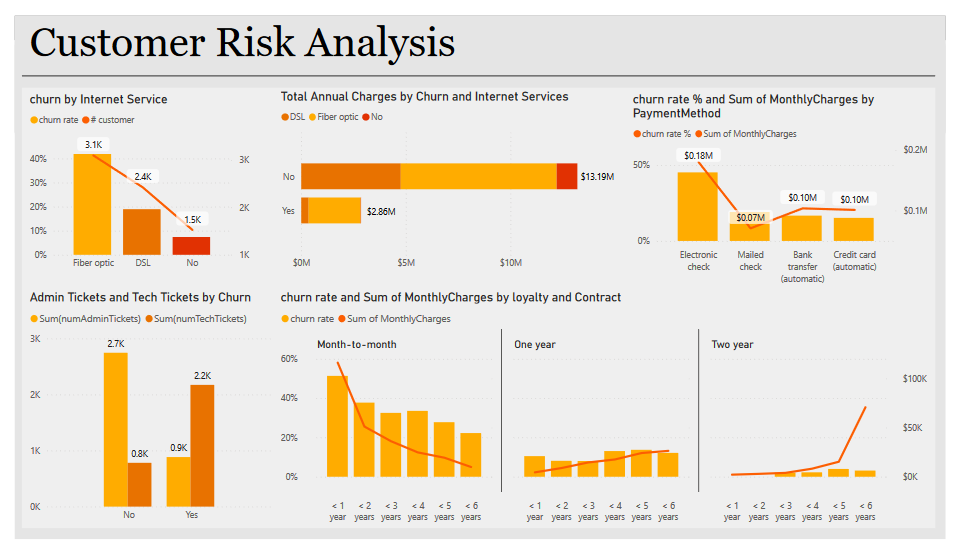 Customer Risk Analysis
churn by Internet Service
churn rate # customer
40%
30%
20%
10%
0%
3.1K
2.4K
1.5K
3K
2K
1K
Fiber optic DSL No
Total Annual Charges by Churn and Internet Services
DSL Fiber optic No
No $13.19M
Yes $2.86M
$0M $5M $10M
churn rate % and Sum of MonthlyCharges by
PaymentMethod
churn rate % Sum of MonthlyCharges
50%
0%
$0.18M
$0.07M
$0.10M
$0.10M
$0.2M
$0.1M
Electronic
check
Mailed
check
Bank
transfer
(automatic)
Credit card
(automatic)
Admin Tickets and Tech Tickets by Churn
Sum(numAdminTickets) Sum(numTechTickets)
3K
2K
1K
0K
2.7K
0.8K
0.9K
2.2K
No Yes
churn rate and Sum of MonthlyCharges by loyalty and Contract
churn rate Sum of MonthlyCharges
Month-to-month One year Two year
60%
40%
20%
0%
$100K
$50K
$0K
< 1 < 2 < 3 < 4 < 5 < 6 < 1 < 2 < 3 < 4 < 5 < 6 < 1 < 2 < 3 < 4 < 5 < 6
year years years years years years year years years years years years year years years years years years